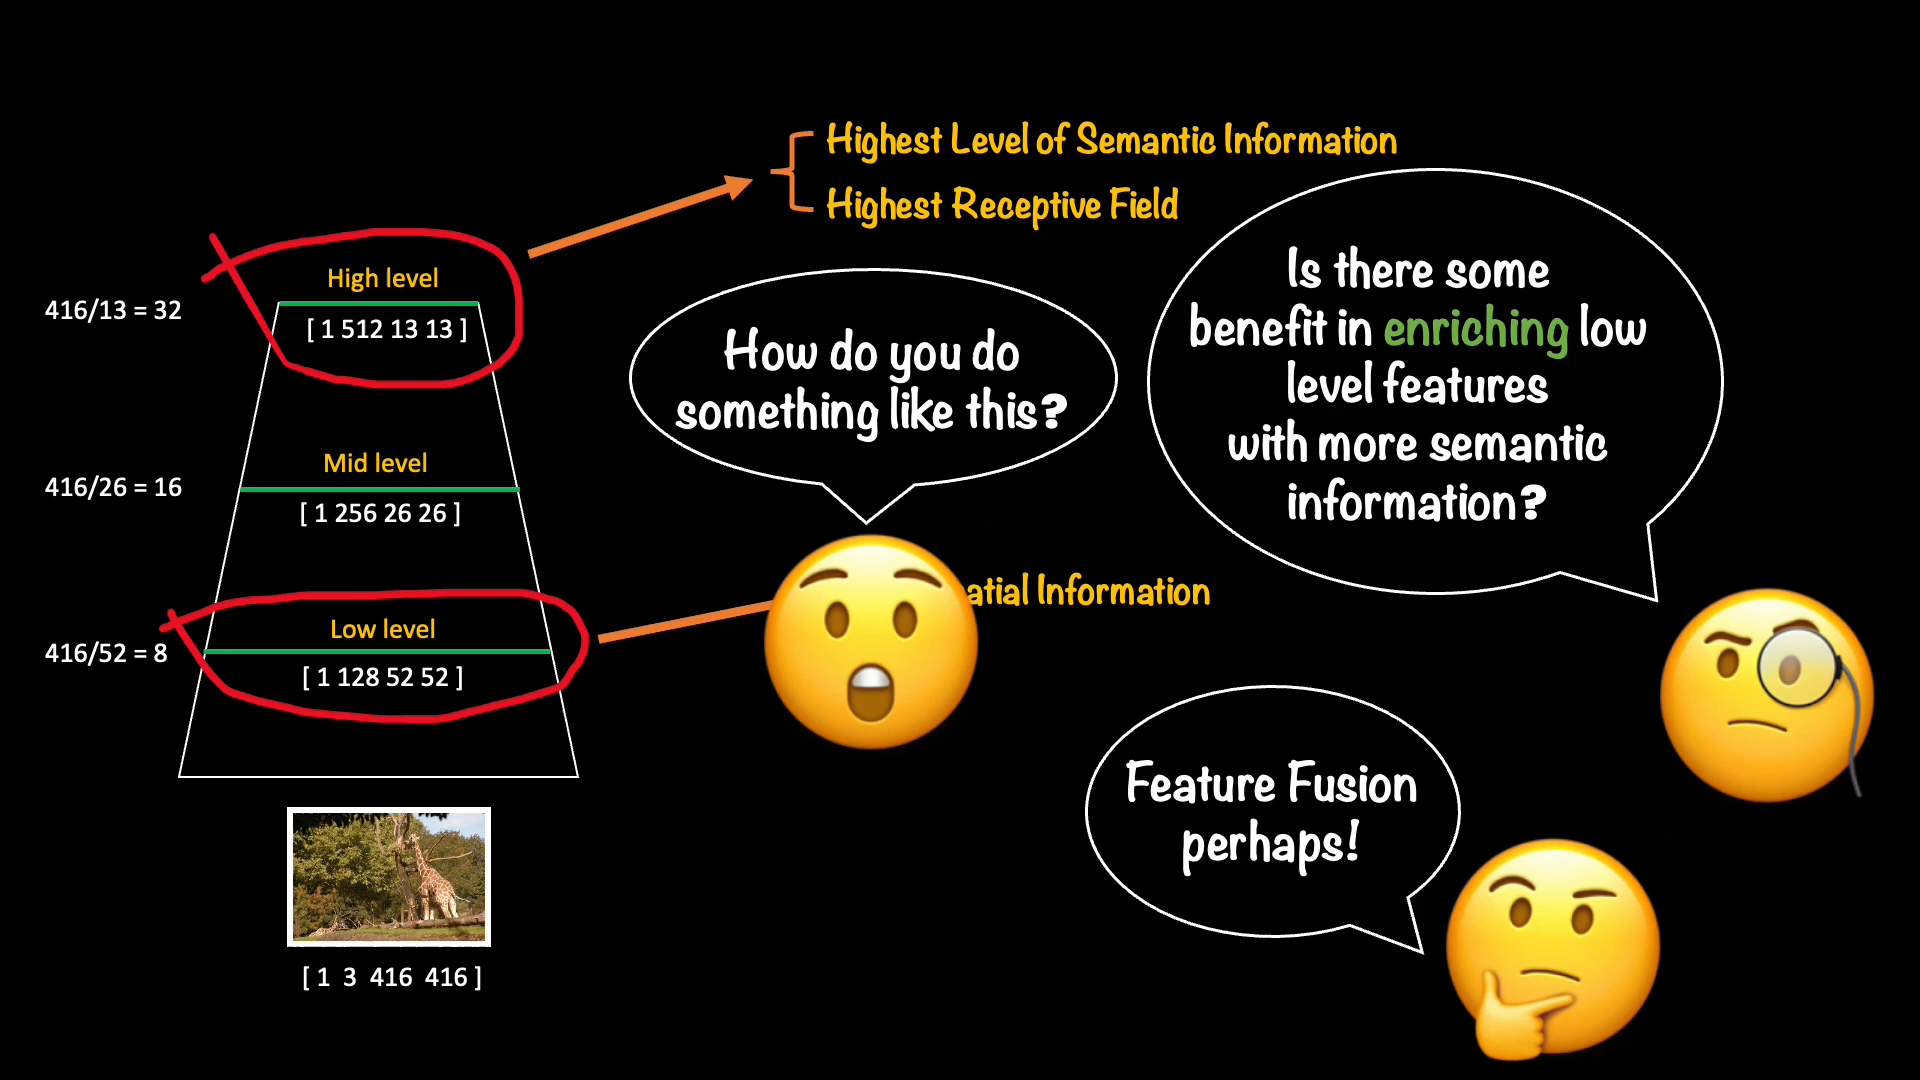 Highest Level of Semantic Information
Highest Receptive Field
High level
416/13 = 32
[ 1 512 13 13 ]
Mid level
416/26 = 16
[ 1 256 26 26 ]
Low level
416/52 = 8
[ 1 128 52 52 ]
[ 1 3 416 416 ]
How do you do
something like this?
Is there some
benefit in enriching low
level features
with more semantic
information?
Information
Feature Fusion
perhaps!